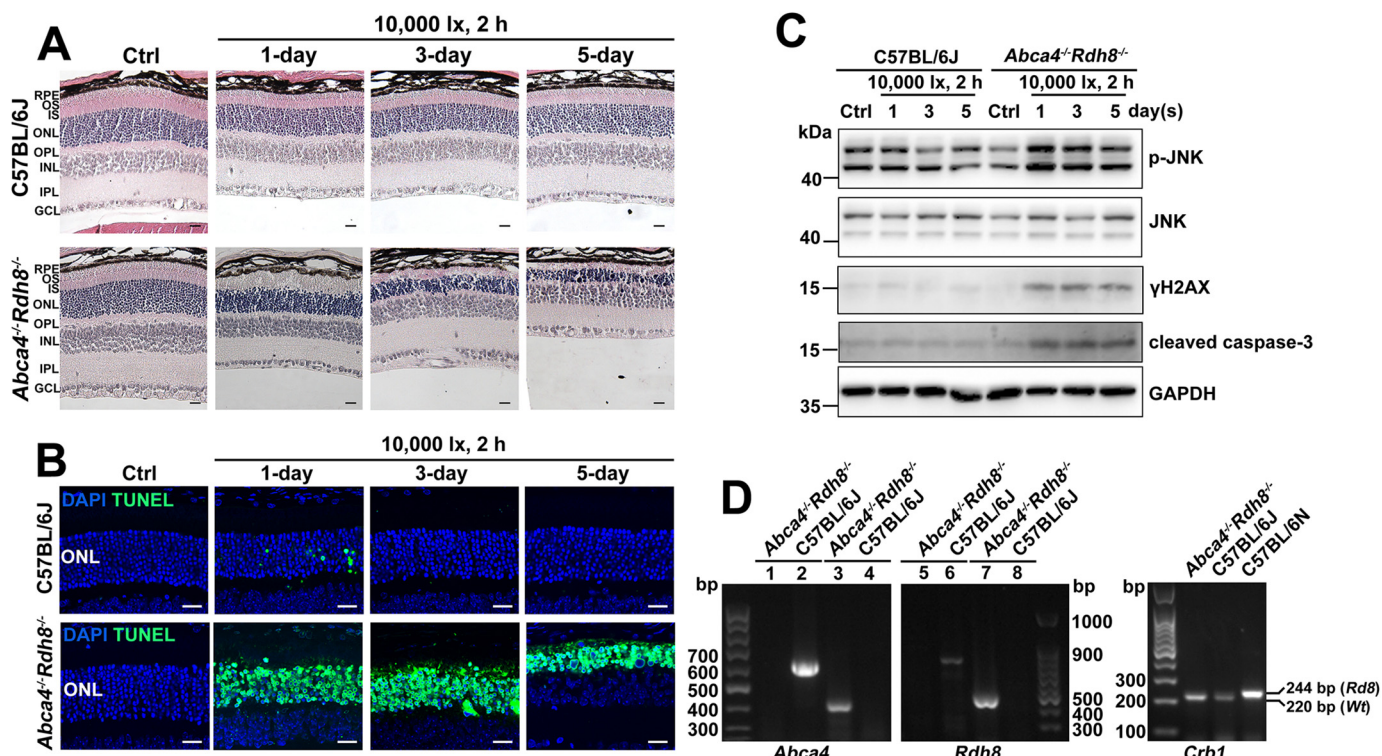 A
10,000 lx, 2 h
Ctrl 1-day 3-day 5-day
C57BL/6J
RPE
OS
IS
ONL
OPL
INL
IPL
GCL
Abca4-/-Rdh8-/-
RPE
OS
IS
ONL
OPL
INL
IPL
GCL
B
10,000 lx, 2 h
Ctrl 1-day 3-day 5-day
C57BL/6J
DAPI TUNEL
ONL
Abca4-/-Rdh8-/-
DAPI TUNEL
ONL
C
C57BL/6J Abca4-/-Rdh8-/-
10,000 lx, 2 h 10,000 lx, 2 h
Ctrl 1 3 5 Ctrl 1 3 5 day(s)
kDa
40 p-JNK
40 JNK
15 γH2AX
15 cleaved caspase-3
35 GAPDH
D
Abca4-/-Rdh8-/-
C57BL/6J
Abca4-/-Rdh8-/-
C57BL/6J
1 2 3 4
bp
700
600
500
400
300
Abca4
Abca4-/-Rdh8-/-
C57BL/6J
Abca4-/-Rdh8-/-
C57BL/6J
5 6 7 8
bp
1000
900
500
400
300
Rdh8
Abca4-/-Rdh8-/-
C57BL/6J
C57BL/6N
bp
300
200
100
244 bp (Rd8)
220 bp (Wt)
Crb1